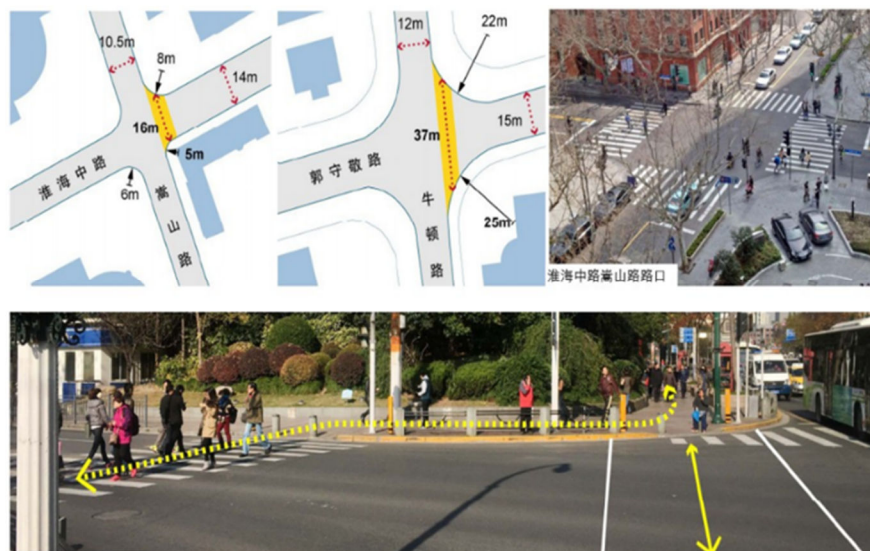 10.5m
8m
14m
16m
5m
6m
淮海中路
嵩山路
12m
22m
37m
15m
郭守敬路
牛顿路
25m
淮海中路嵩山路路口